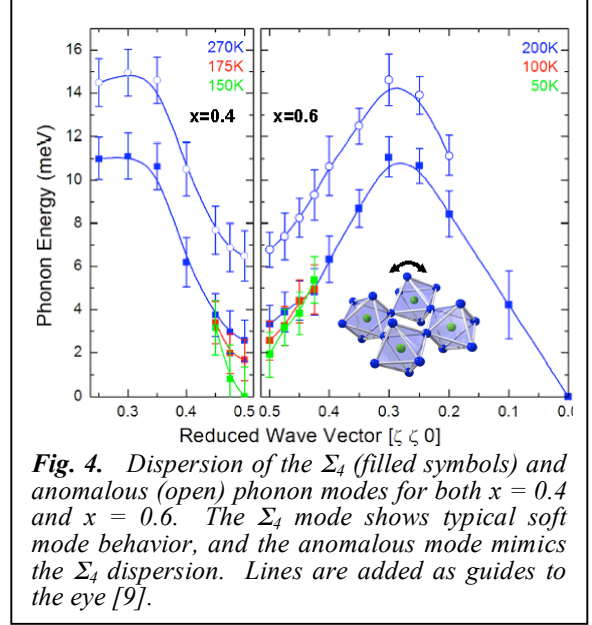 16
14
12
10
8
6
4
2
0
Phonon Energy (meV)
270K
175K
150K
x=0.4
x=0.6
200K
100K
50K
0.3 0.4 0.5 0.5 0.4 0.3 0.2 0.1 0.0
Reduced Wave Vector [ζ ζ 0]
Fig. 4. Dispersion of the Σ4 (filled symbols) and
anomalous (open) phonon modes for both x = 0.4
and x = 0.6. The Σ4 mode shows typical soft
mode behavior, and the anomalous mode mimics
the Σ4 dispersion. Lines are added as guides to
the eye [9].